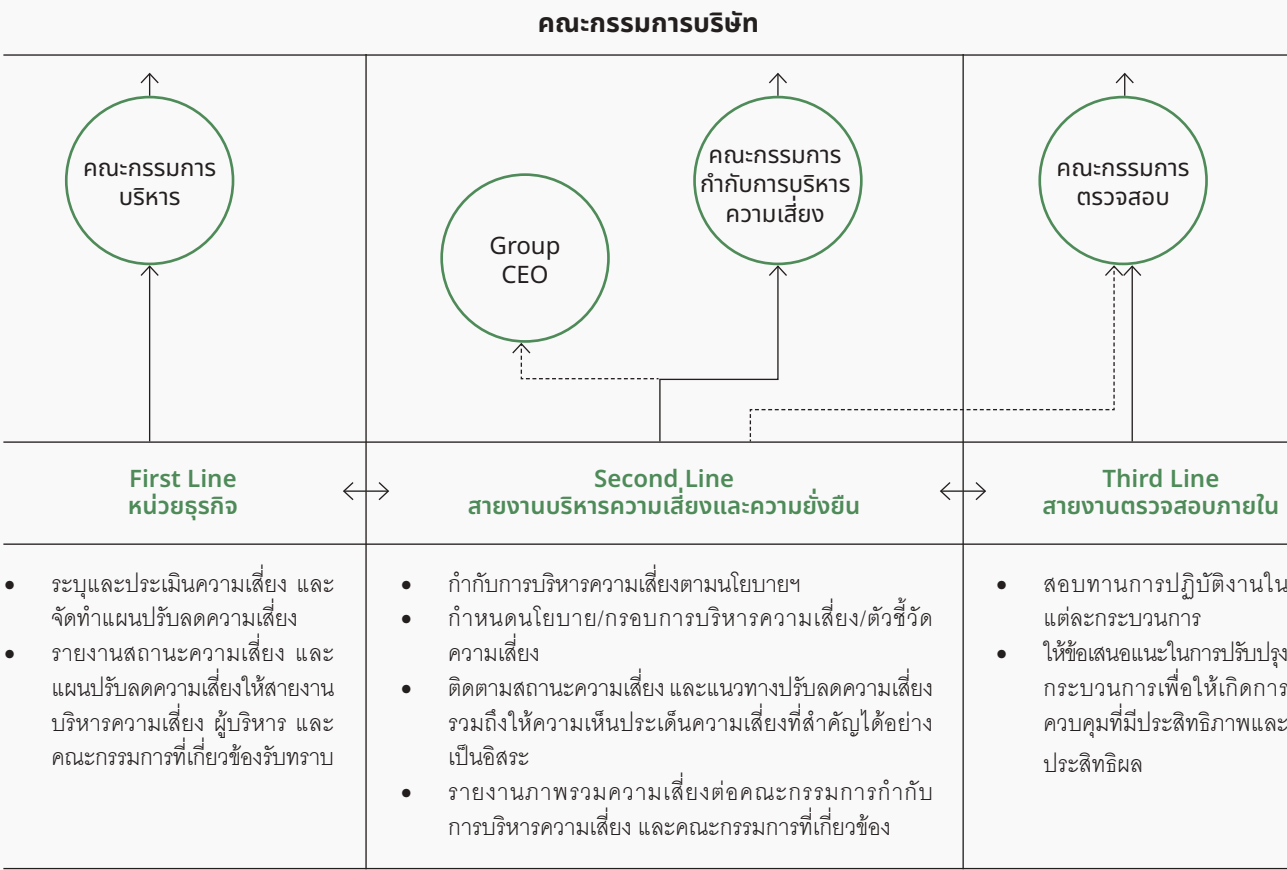 คณะกรรมการบริษัท
คณะกรรมการ
บริหาร
Group
CEO
คณะกรรมการ
กำกับการบริหาร
ความเสี่ยง
คณะกรรมการ
ตรวจสอบ
First Line
หน่วยธุรกิจ
Second Line
สายงานบริหารความเสี่ยงและความยั่งยืน
Third Line
สายงานตรวจสอบภายใน
• ระบุและประเมินความเสี่ยง และ
จัดทำแผนปรับลดความเสี่ยง
• รายงานสถานะความเสี่ยง และ
แผนปรับลดความเสี่ยงให้สายงาน
บริหารความเสี่ยง ผู้บริหาร และ
คณะกรรมการที่เกี่ยวข้องรับทราบ
• กำกับการบริหารความเสี่ยงตามนโยบายฯ
• กำหนดนโยบาย/กรอบการบริหารความเสี่ยง/ตัวชี้วัด
ความเสี่ยง
• ติดตามสถานะความเสี่ยง และแนวทางปรับลดความเสี่ยง
รวมถึงให้ความเห็นประเด็นความเสี่ยงที่สำคัญได้อย่าง
เป็นอิสระ
• รายงานภาพรวมความเสี่ยงต่อคณะกรรมการกำกับ
การบริหารความเสี่ยง และคณะกรรมการที่เกี่ยวข้อง
• สอบทานการปฏิบัติงานใน
แต่ละกระบวนการ
• ให้ข้อเสนอแนะในการปรับปรุง
กระบวนการเพื่อให้เกิดการ
ควบคุมที่มีประสิทธิภาพและ
ประสิทธิผล